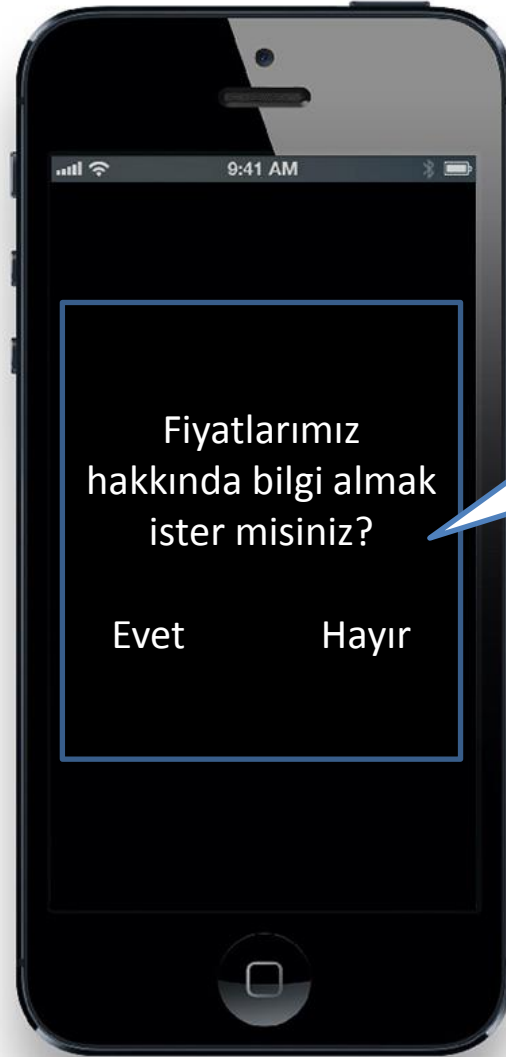 9:41 AM
Fiyatlarımız
hakkında bilgi almak
ister misiniz?
Evet Hayır